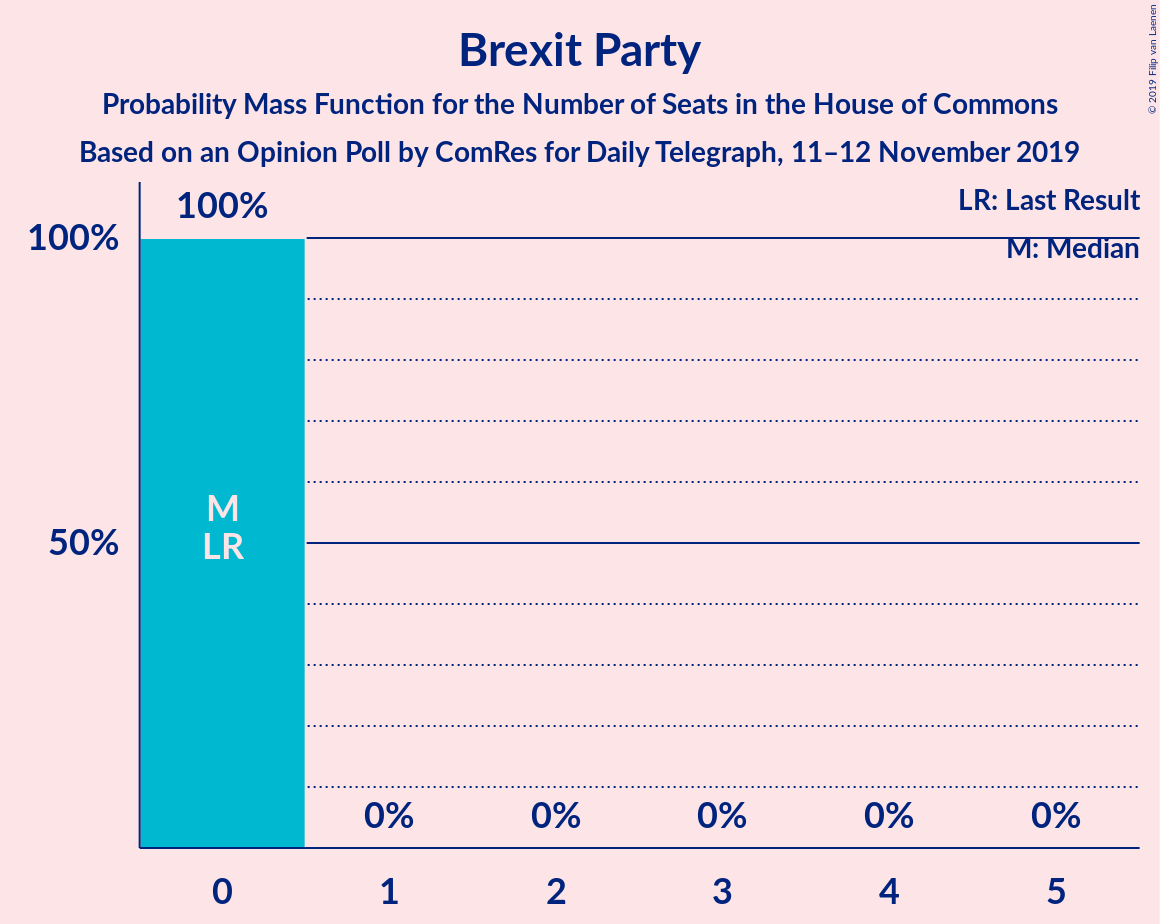 Brexit Party
Probability Mass Function for the Number of Seats in the House of Commons
Based on an Opinion Poll by ComRes for Daily Telegraph, 11–12 November 2019
© 2019 Filip van Laenen
LR: Last Result
M: Median
100%
100%
50%
M
LR
0% 0% 0% 0% 0%
0 1 2 3 4 5